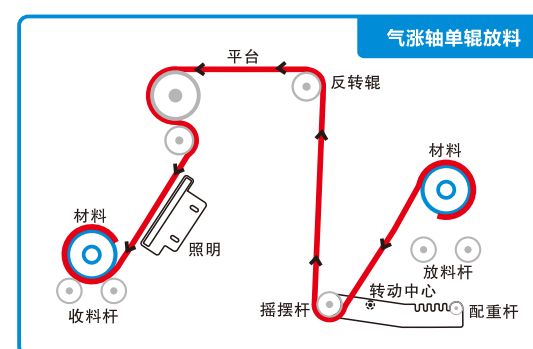 气涨轴单辊放料
平台
反转辊
材料
材料
照明
放料杆
转动中心
摇摆杆
配重杆
收料杆